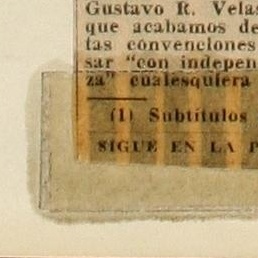 Gustavo R. Velas
que acabamos de
tas convenciones
sar "con indepen
za" cualesquiera
(1) Subtítulos
SIGUE EN LA P